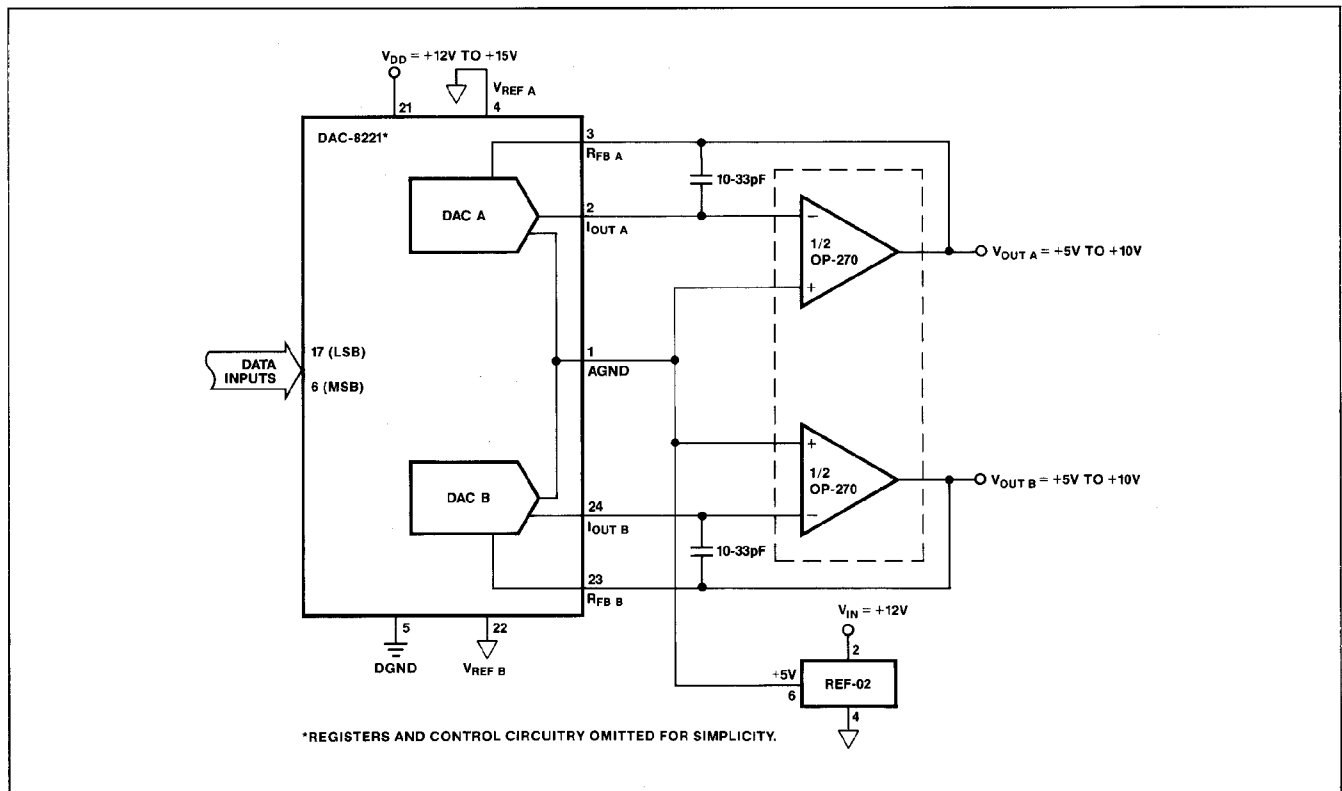 V_DD = +12V TO +15V
V_REF A
21
4
DAC-8221*
3
R_FB A
10-33pF
DAC A
2
I_OUT A
−
1/2
OP-270
+
V_OUT A = +5V TO +10V
17 (LSB)
DATA
INPUTS
6 (MSB)
1
AGND
+
1/2
OP-270
−
V_OUT B = +5V TO +10V
DAC B
24
I_OUT B
10-33pF
23
R_FB B
V_IN = +12V
5
DGND
22
V_REF B
2
+5V
6
REF-02
4
*REGISTERS AND CONTROL CIRCUITRY OMITTED FOR SIMPLICITY.